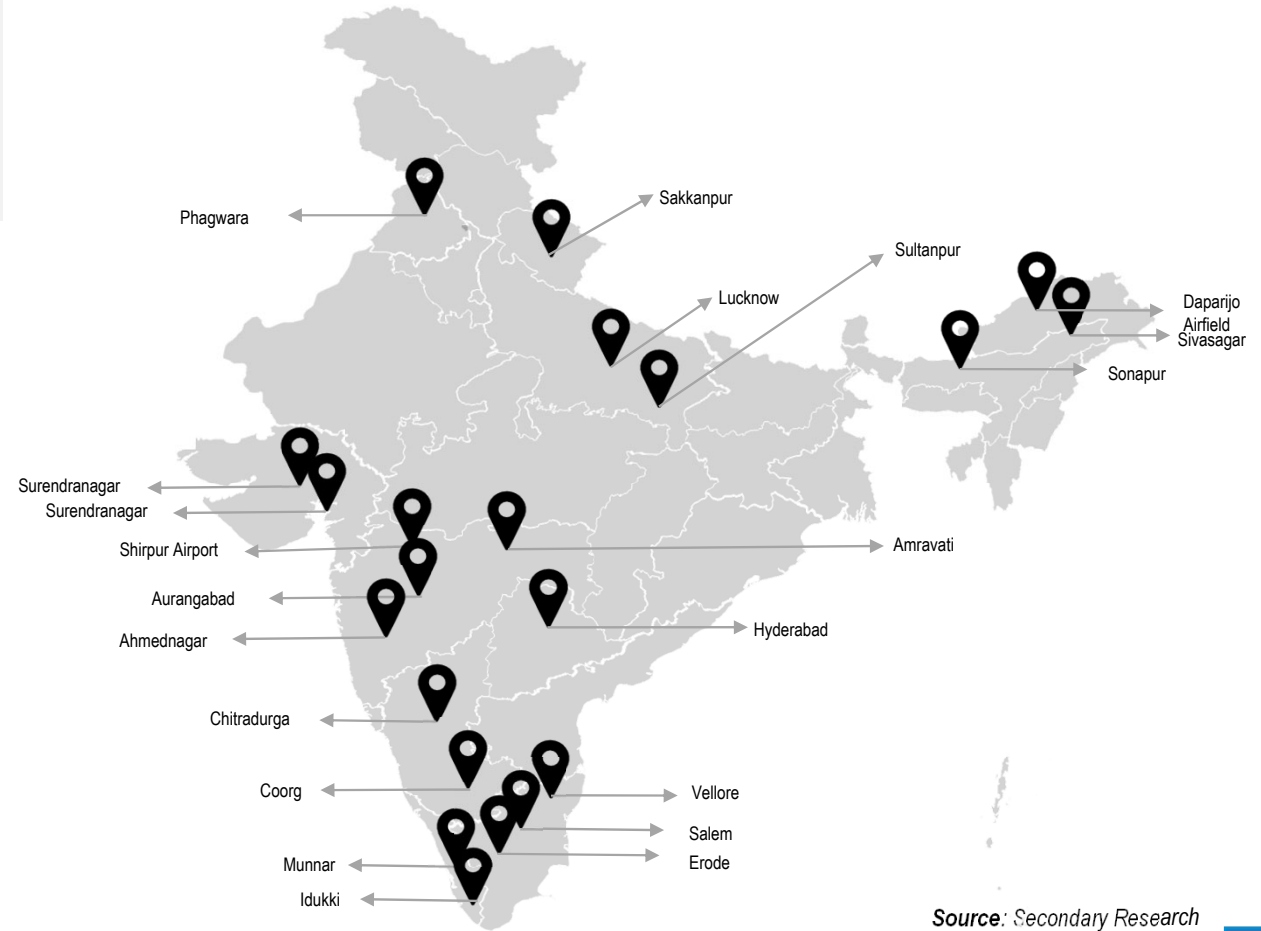 Phagwara
Sakkanpur
Sultanpur
Lucknow
Daparijo
Airfield
Sivasagar
Sonapur
Surendranagar
Surendranagar
Shirpur Airport
Amravati
Aurangabad
Hyderabad
Ahmednagar
Chitradurga
Coorg
Vellore
Salem
Munnar
Erode
Idukki
Source: Secondary Research